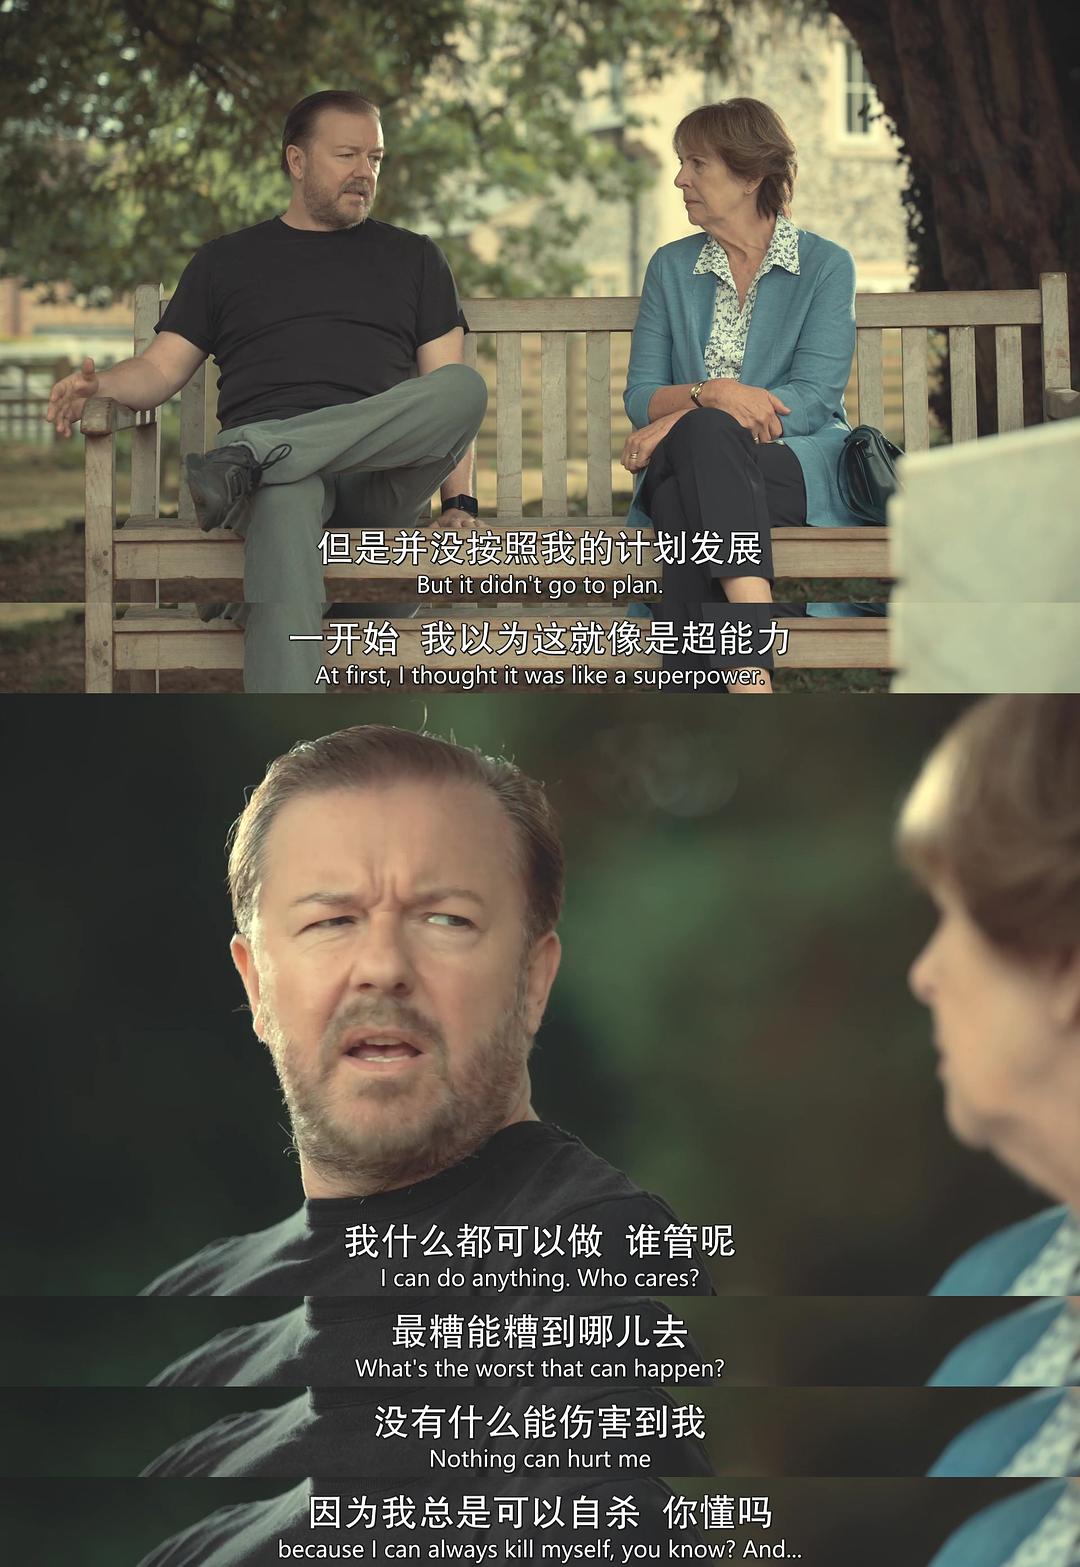 但是并没按照我的计划发展
But it didn't go to plan.
一开始 我以为这就像是超能力
At first, I thought it was like a superpower.
我什么都可以做 谁管呢
I can do anything. Who cares?
最糟能糟到哪儿去
What's the worst that can happen?
没有什么能伤害到我
Nothing can hurt me
因为我总是可以自杀 你懂吗
because I can always kill myself, you know? And...